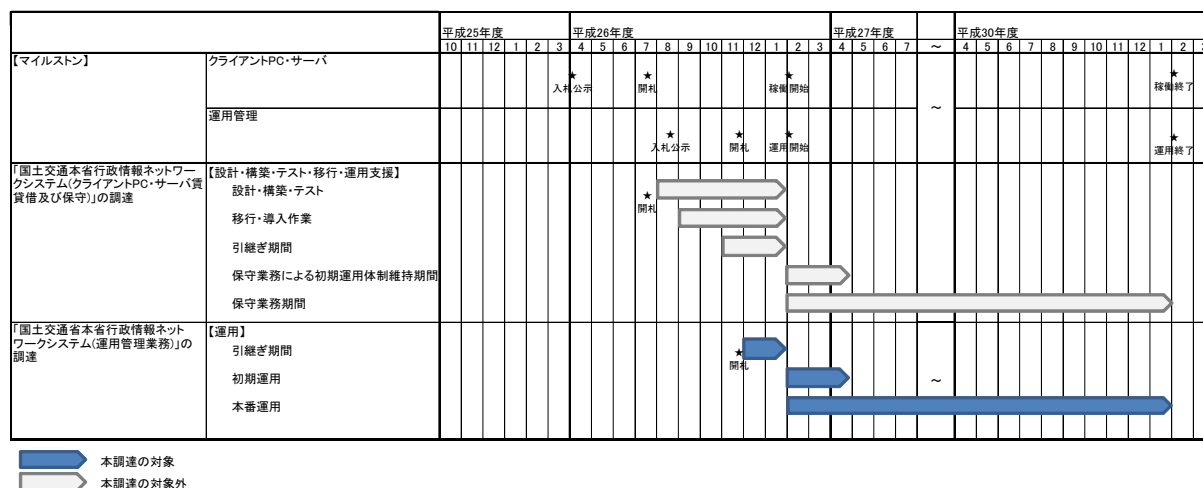 平成25年度 平成26年度 平成27年度 平成30年度
10 11 12 1 2 3 4 5 6 7 8 9 10 11 12 1 2 3 4 5 6 7 ～ 4 5 6 7 8 9 10 11 12 1 2
【マイルストン】 クライアントPC・サーバ
★ ★ ★ ★
入札公示 開札 稼働開始 稼働終了
～
運用管理
★ ★ ★ ★
入札公示 開札 運用開始 運用終了
「国土交通本省行政情報ネットワー
クシステム(クライアントPC・サーバ賃
貸借及び保守)」の調達
【設計・構築・テスト・移行・運用支援】
設計・構築・テスト
★
開札
移行・導入作業
引継ぎ期間
保守業務による初期運用体制維持期間
保守業務期間
「国土交通省本省行政情報ネット
ワークシステム(運用管理業務)」の
調達
【運用】
引継ぎ期間
★
開札
初期運用
～
本番運用
本調達の対象
本調達の対象外